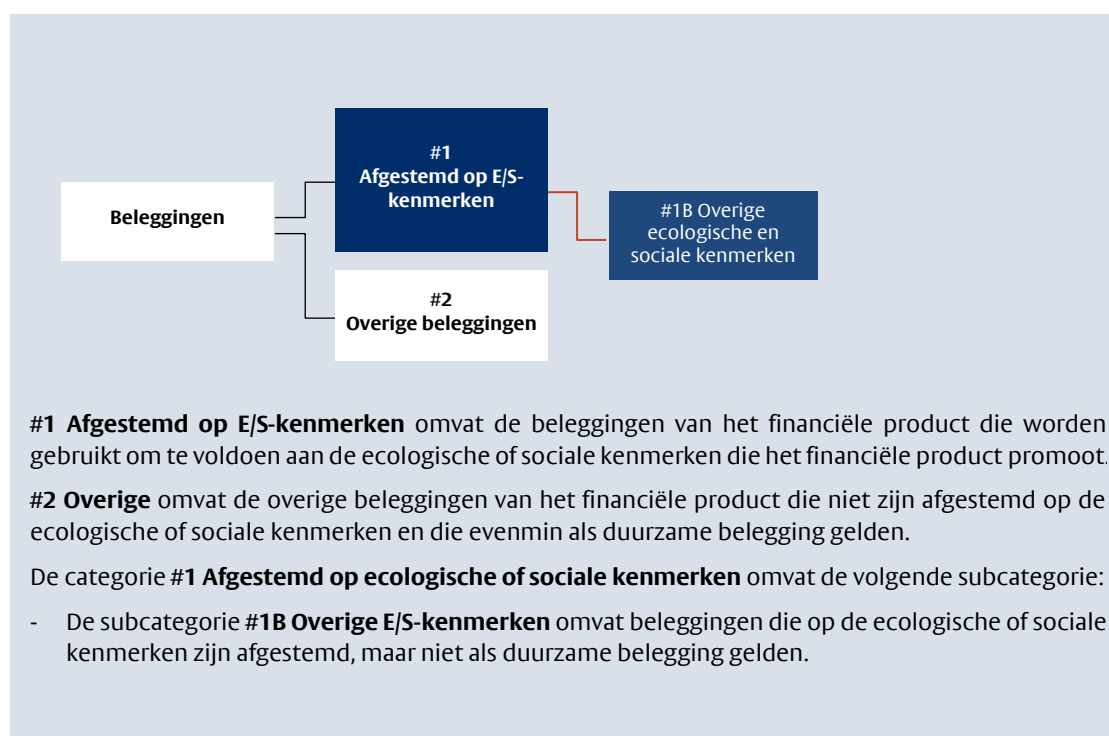 #1
Afgestemd op E/S-
kenmerken
Beleggingen
#1B Overige
ecologische en
sociale kenmerken
#2
Overige beleggingen
#1 Afgestemd op E/S-kenmerken omvat de beleggingen van het financiële product die worden
gebruikt om te voldoen aan de ecologische of sociale kenmerken die het financiële product promoot.
#2 Overige omvat de overige beleggingen van het financiële product die niet zijn afgestemd op de
ecologische of sociale kenmerken en die evenmin als duurzame belegging gelden.
De categorie #1 Afgestemd op ecologische of sociale kenmerken omvat de volgende subcategorie:
- De subcategorie #1B Overige E/S-kenmerken omvat beleggingen die op de ecologische of sociale
kenmerken zijn afgestemd, maar niet als duurzame belegging gelden.